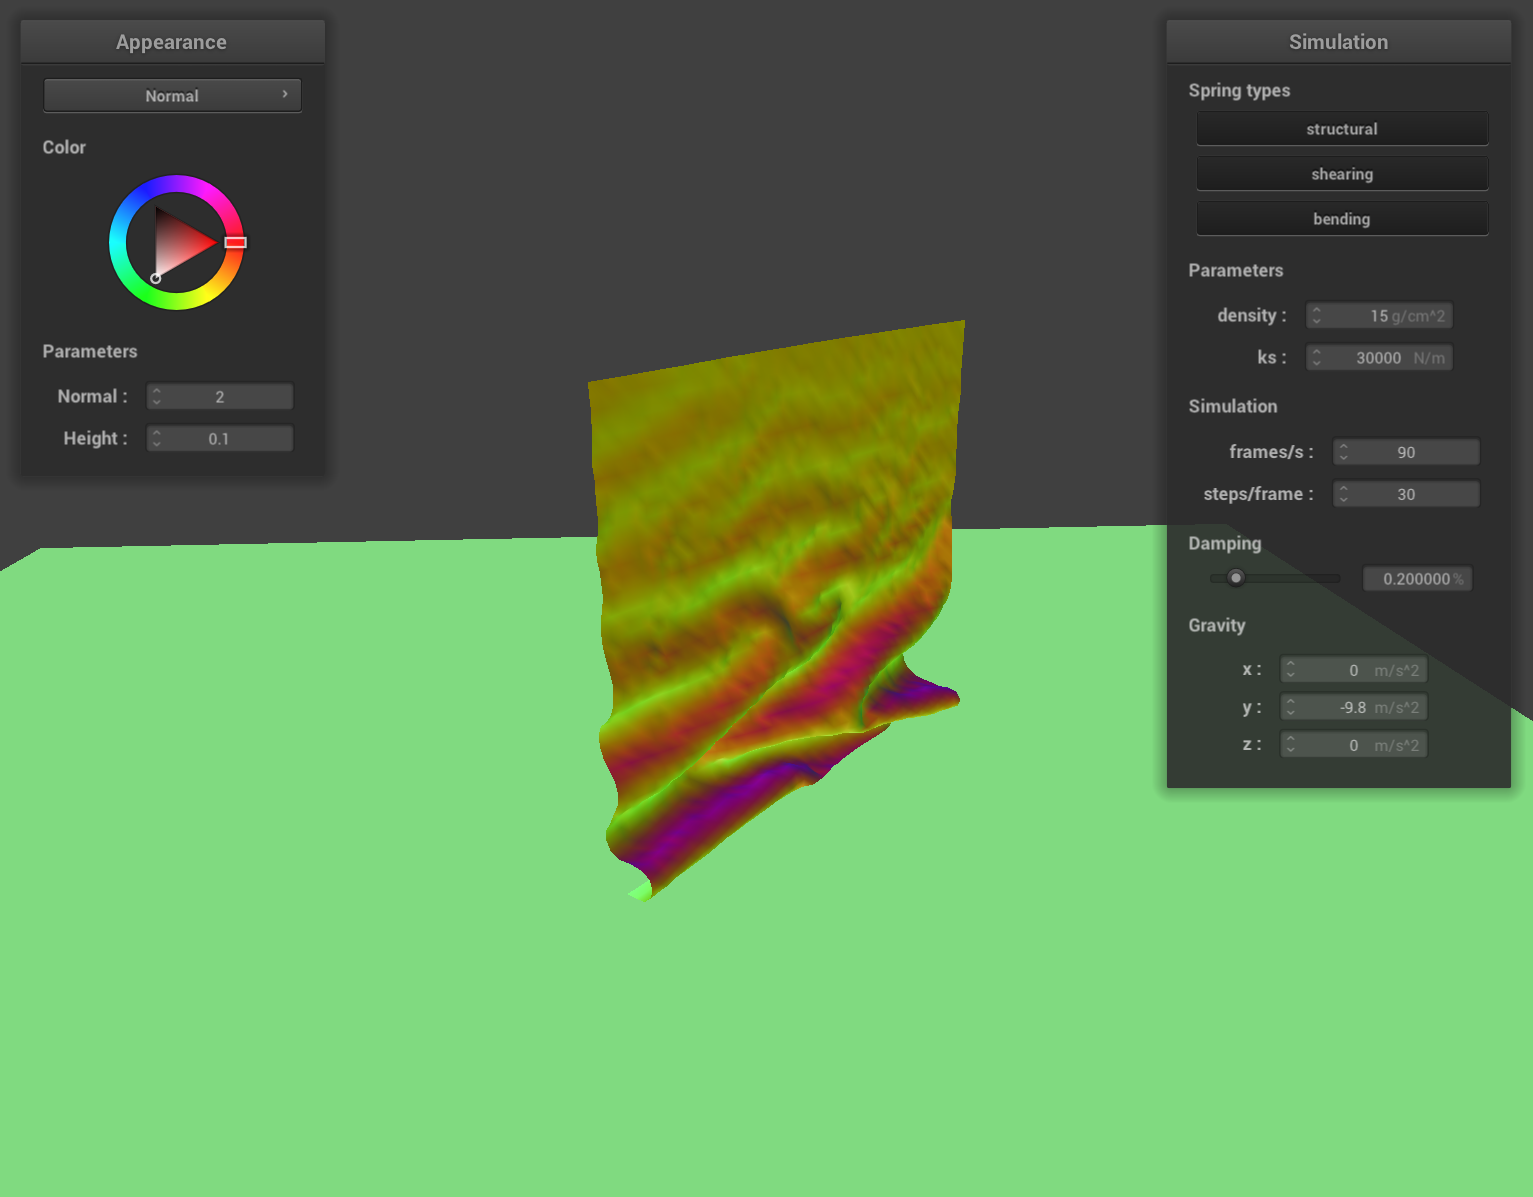 Appearance
Normal
Color
Parameters
Normal : 2
Height : 0.1
Simulation
Spring types
structural
shearing
bending
Parameters
density : 15 g/cm^2
ks : 30000 N/m
Simulation
frames/s : 90
steps/frame : 30
Damping
0.200000 %
Gravity
x : 0 m/s^2
y : -9.8 m/s^2
z : 0 m/s^2